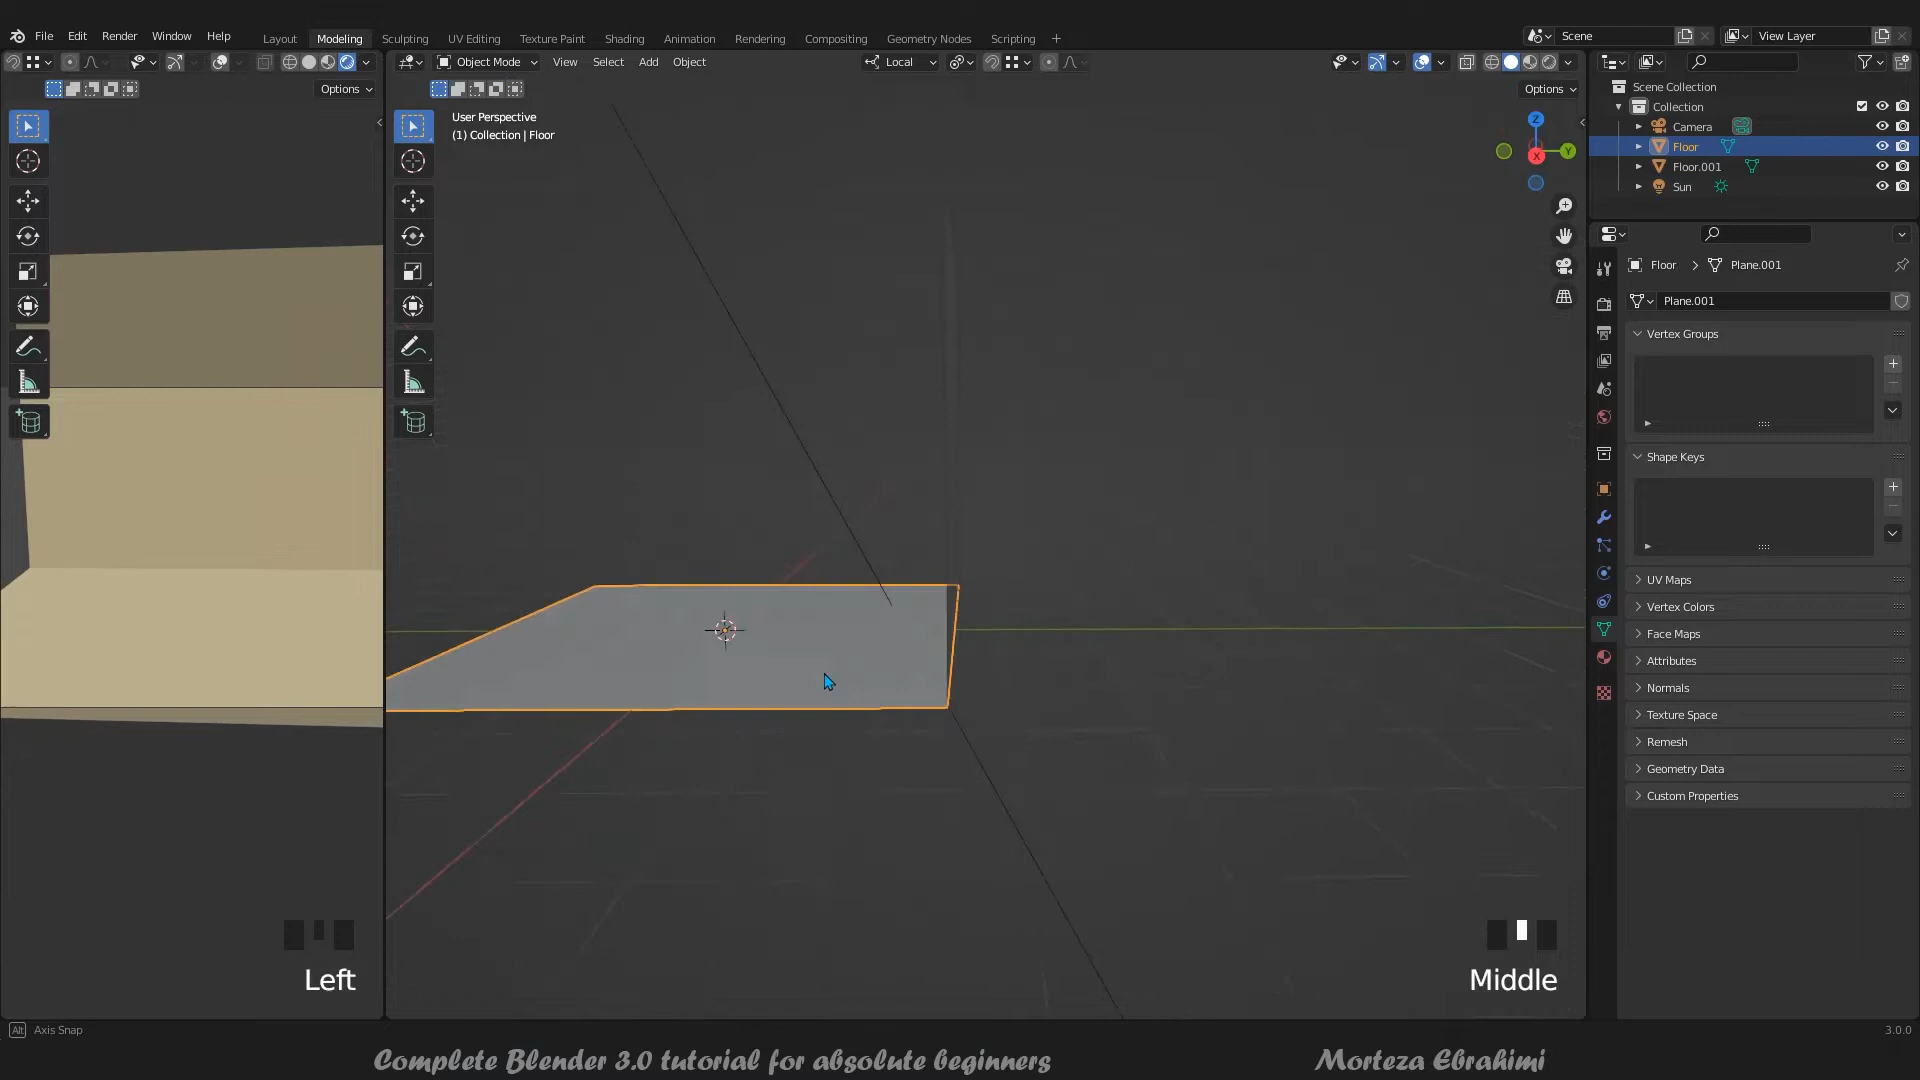 File Edit Render Window Help Layout Modeling Sculpting UV Editing Texture Paint Shading Animation Rendering Compositing Geometry Nodes Scripting + Scene View Layer
Object Mode View Select Add Object Local
Options Options
User Perspective
(1) Collection | Floor
Z
Y
X
Scene Collection
Collection
Camera
Floor
Floor.001
Sun
Floor > Plane.001
Plane.001
Vertex Groups
Shape Keys
UV Maps
Vertex Colors
Face Maps
Attributes
Normals
Texture Space
Remesh
Geometry Data
Custom Properties
Left Middle
Alt Axis Snap 3.0.0
Complete Blender 3.0 tutorial for absolute beginners Morteza Ebrahimi